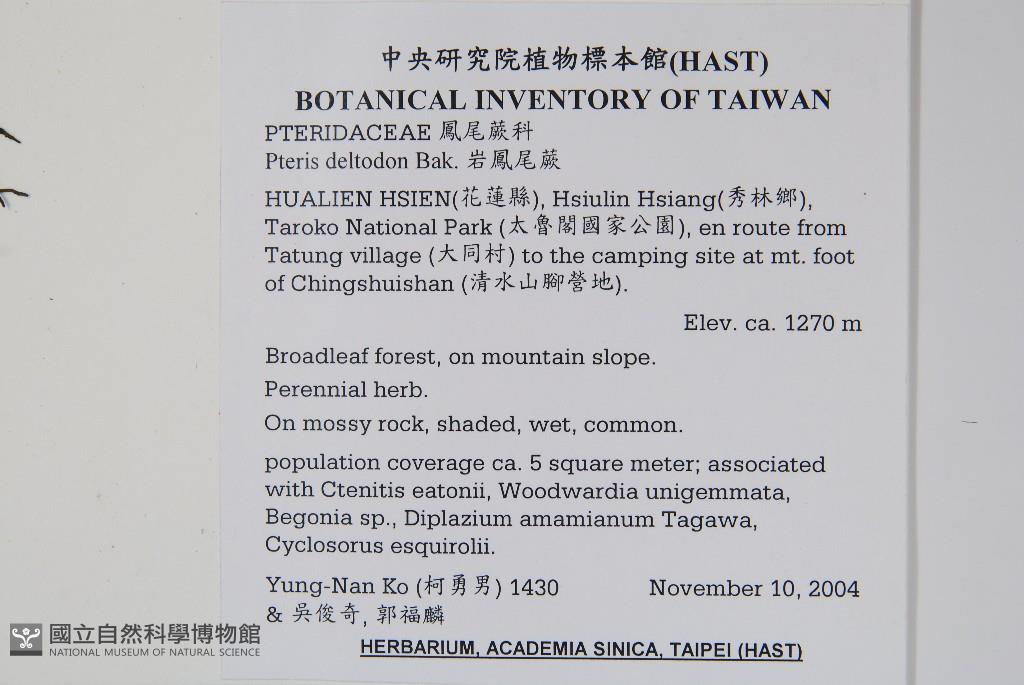 中央研究院植物標本館(HAST)
BOTANICAL INVENTORY OF TAIWAN
PTERIDACEAE 鳳尾蕨科
Pteris deltodon Bak. 岩鳳尾蕨
HUALIEN HSIEN(花蓮縣), Hsiulin Hsiang(秀林鄉),
Taroko National Park (太魯閣國家公園), en route from
Tatung village (大同村) to the camping site at mt. foot
of Chingshuishan (清水山腳營地).
Elev. ca. 1270 m
Broadleaf forest, on mountain slope.
Perennial herb.
On mossy rock, shaded, wet, common.
population coverage ca. 5 square meter; associated
with Ctenitis eatonii, Woodwardia unigemmata,
Begonia sp., Diplazium amamianum Tagawa,
Cyclosorus esquirolii.
Yung-Nan Ko (柯勇男) 1430 November 10, 2004
& 吳俊奇, 郭福麟
HERBARIUM, ACADEMIA SINICA, TAIPEI (HAST)
國立自然科學博物館
NATIONAL MUSEUM OF NATURAL SCIENCE